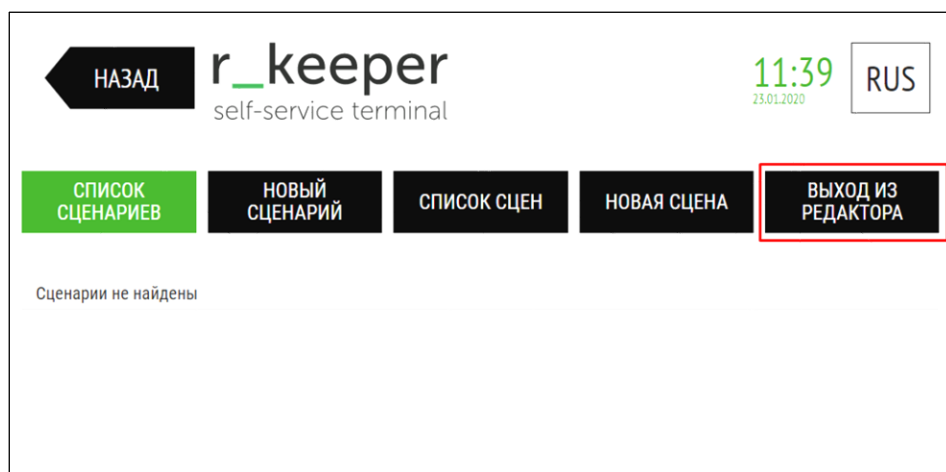 НАЗАД
r_keeper
self-service terminal
11:39
23.01.2020
RUS
СПИСОК
СЦЕНАРИЕВ
НОВЫЙ
СЦЕНАРИЙ
СПИСОК СЦЕН
НОВАЯ СЦЕНА
ВЫХОД ИЗ
РЕДАКТОРА
Сценарии не найдены